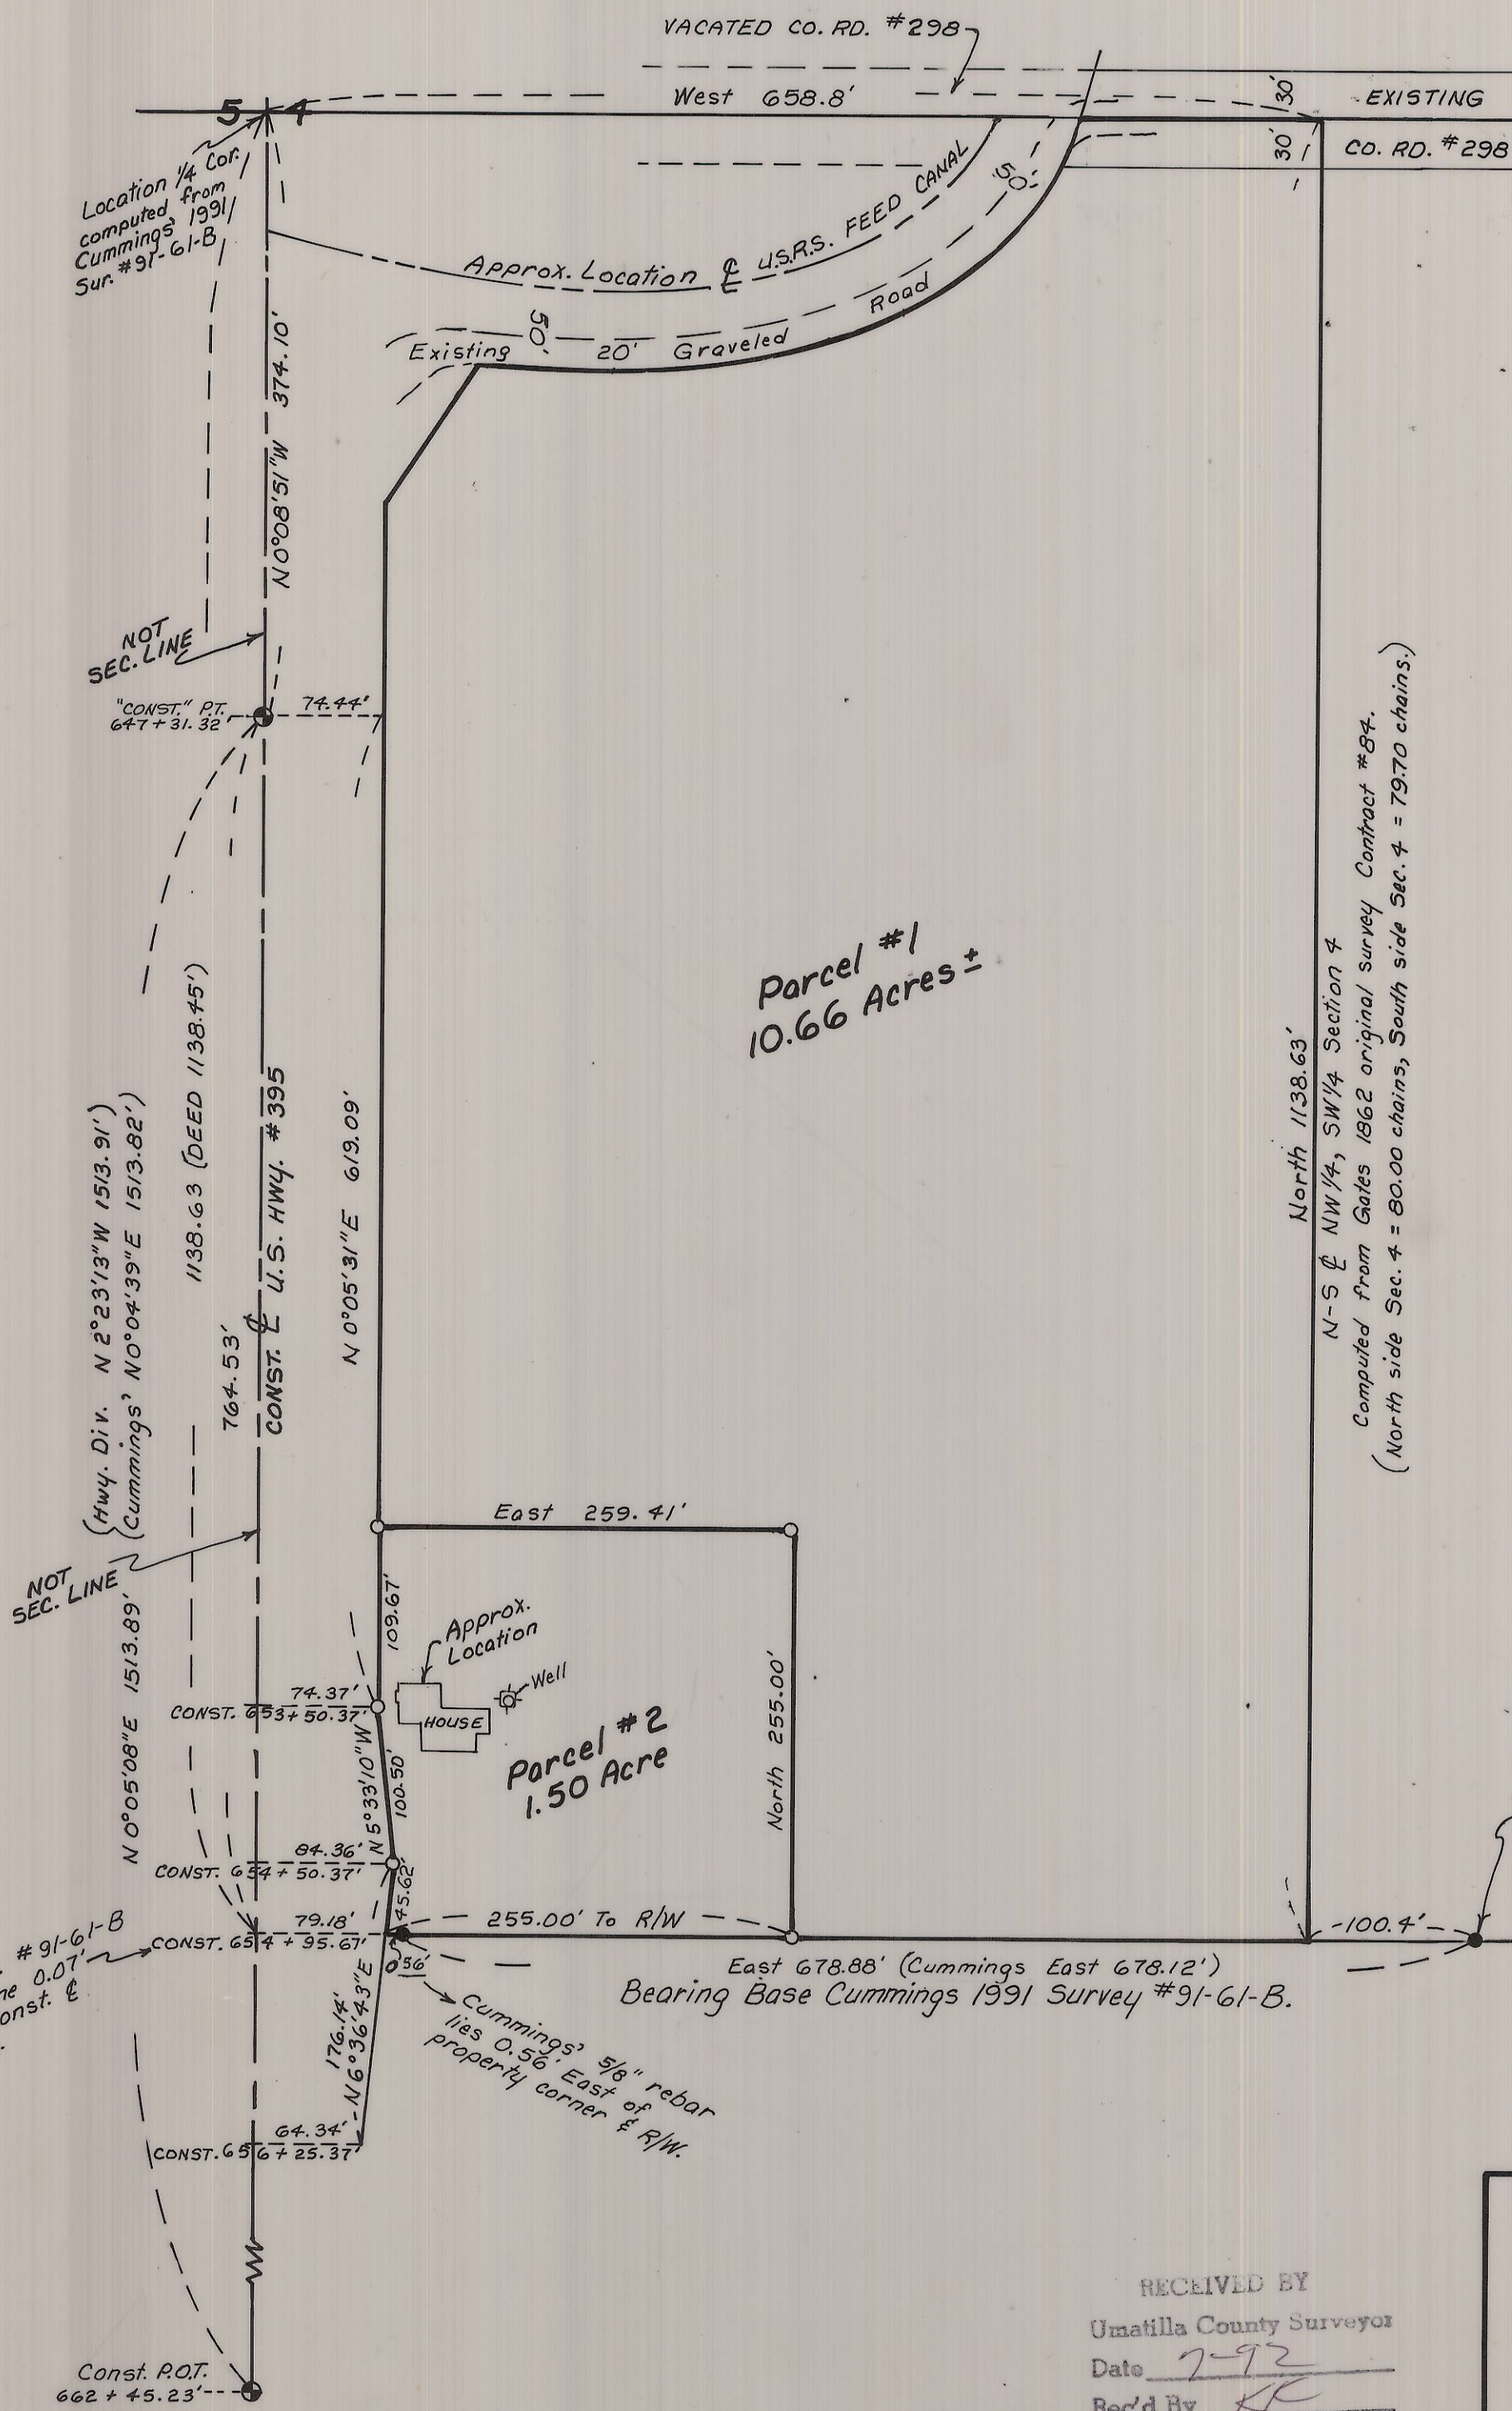 VACATED CO. RD. #298
West 658.8'
30'
EXISTING
30'
CO. RD. #298
5 4
Location 1/4 Cor.
computed from
Cummings' 1991
Sur. #91-61-B
50'
Approx. Location ℄ U.S.R.S. FEED CANAL
50'
Existing 20' Graveled Road
N0°08'51"W 374.10'
NOT
SEC. LINE
"CONST." P.T.
647+31.32'
74.44'
Parcel #1
10.66 Acres ±
(Hwy. Div. N 2°23'13"W 1513.91')
(Cummings' N0°04'39"E 1513.82')
1138.63 (DEED 1138.45')
764.53'
CONST. ℄ U.S. HWY. #395
N 0°05'31"E 619.09'
North 1138.63'
N-S ℄ NW 1/4, SW 1/4 Section 4
Computed from Gates 1862 original survey Contract #84.
(North side Sec. 4 = 80.00 chains, South side Sec. 4 = 79.70 chains.)
East 259.41'
NOT
SEC. LINE
N 0°05'08"E 1513.89'
109.67'
Approx.
Location
Well
HOUSE
74.37'
CONST. 653+50.37'
N 5°33'10"W
100.50'
Parcel #2
1.50 Acre
North 255.00'
84.36'
CONST. 654+50.37'
45.62'
79.18'
CONST. 654+95.67'
255.00' To R/W
100.4'
# 91-61-B
0.07'
onst. ℄
0.56'
East 678.88' (Cummings East 678.12')
Bearing Base Cummings 1991 Survey #91-61-B.
176.14'
N6°36'43"E
Cummings' 5/8" rebar
lies 0.56' East of
property corner & R/W.
64.34'
CONST. 656+25.37'
Const. P.O.T.
662+45.23'
RECEIVED BY
Umatilla County Surveyor
Date 7-92
Rec'd By KK